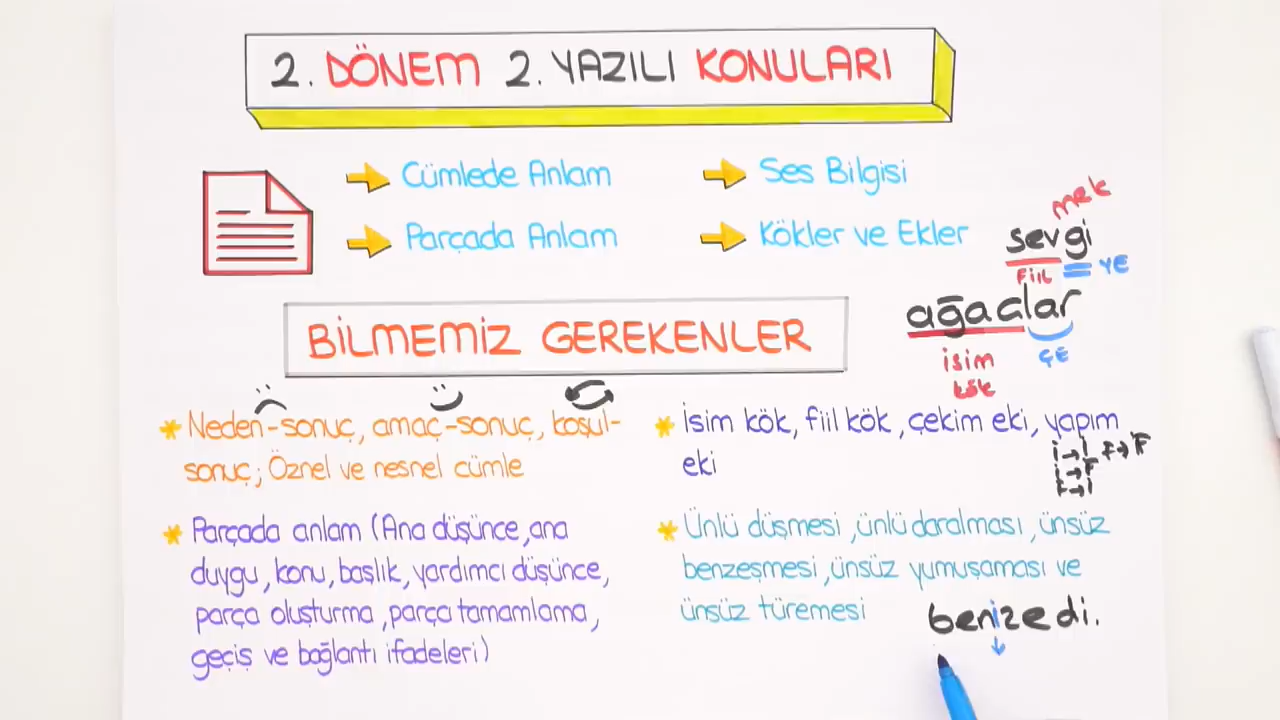 2. DÖNEM 2. YAZILI KONULARI
Cümlede Anlam
Ses Bilgisi
Parçada Anlam
Kökler ve Ekler
mek
sevgi
FİİL YE
ağaclar
isim ÇE
kök
BİLMEMİZ GEREKENLER
Neden-sonuç, amaç-sonuç, koşul-
sonuç; Öznel ve nesnel cümle
İsim kök, fiil kök, çekim eki, yapım
eki
i→i F→F
i→F
F→i
Parçada anlam (Ana düşünce, ana
duygu, konu, başlık, yardımcı düşünce,
parça oluşturma, parça tamamlama,
geçiş ve bağlantı ifadeleri)
Ünlü düşmesi, ünlü daralması, ünsüz
benzeşmesi, ünsüz yumuşaması ve
ünsüz türemesi
benizedi.